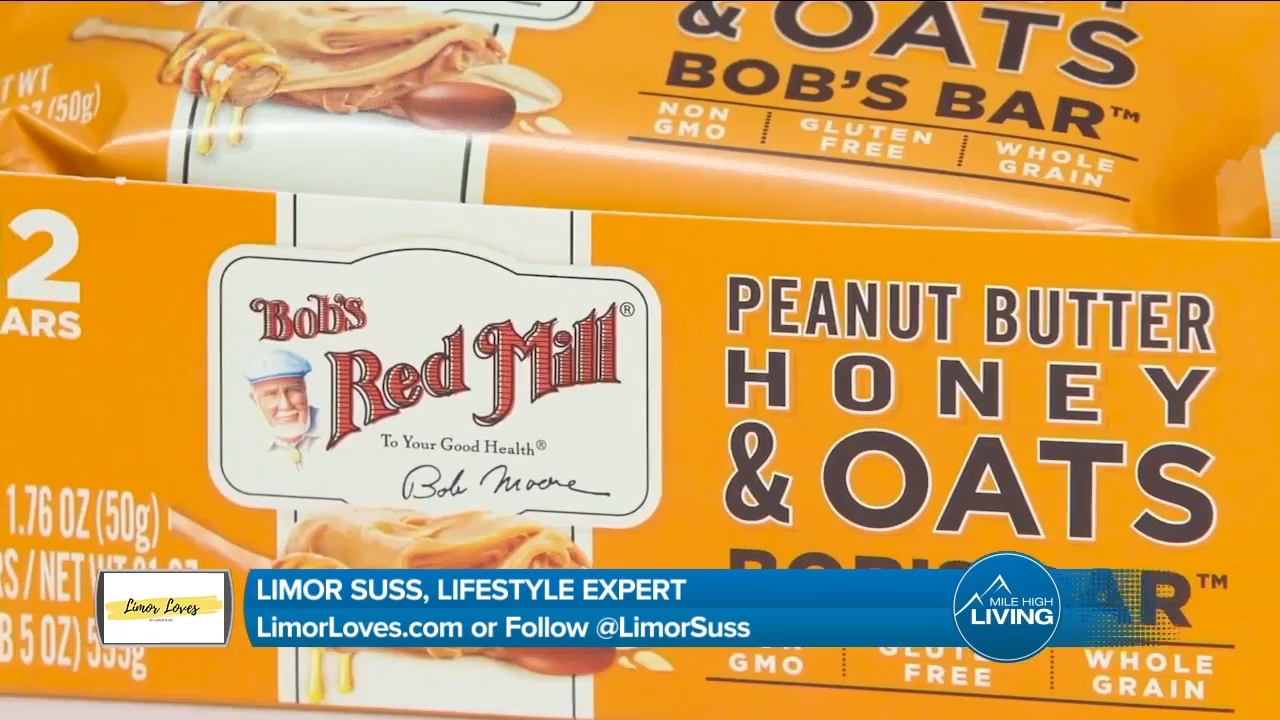 & OATS
BOB'S BAR™
NON GMO
GLUTEN FREE
WHOLE GRAIN
(50g)
2
ARS
Bob's
Red Mill®
To Your Good Health®
Bob Moore
PEANUT BUTTER
HONEY
& OATS
1.76 OZ (50g)
RS / NET WT
B 5 OZ)
GMO
FREE
WHOLE
GRAIN
Limor Loves
LIMOR SUSS, LIFESTYLE EXPERT
LimorLoves.com or Follow @LimorSuss
MILE HIGH
LIVING